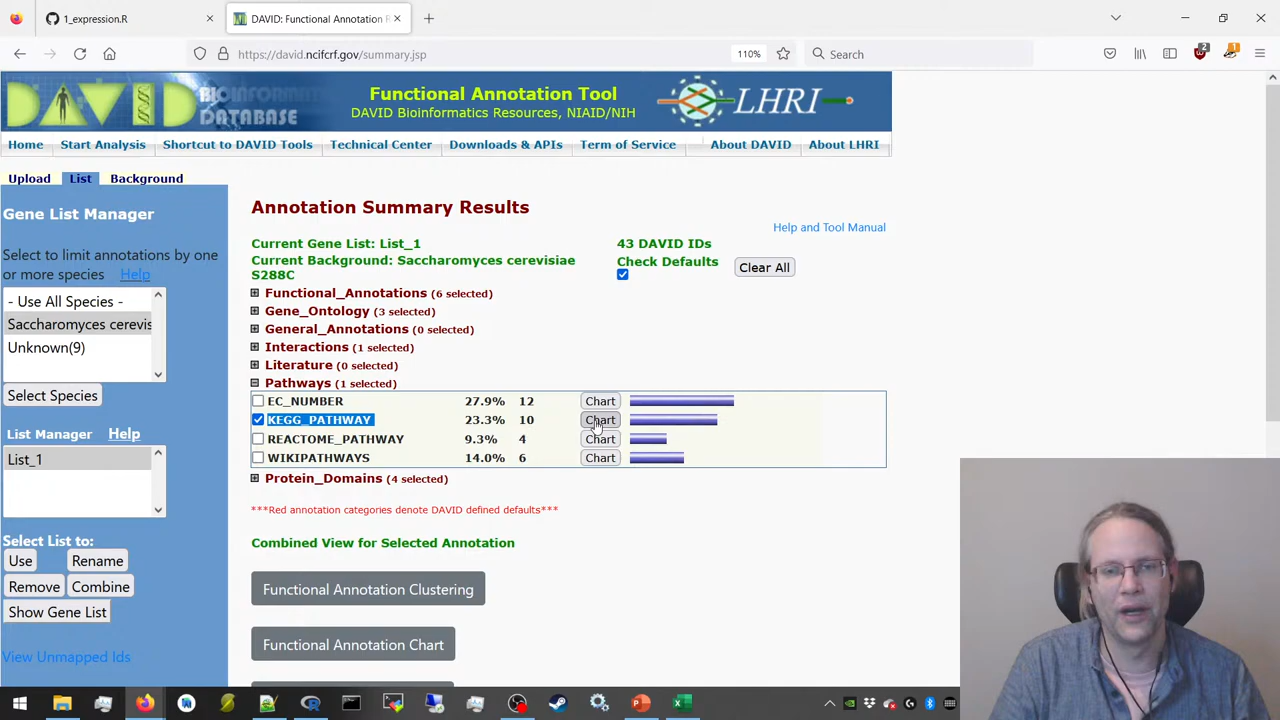 1_expression.R
DAVID: Functional Annotation R
https://david.ncifcrf.gov/summary.jsp
110%
Search
2
DAVID
BIOINFORMATICS
DATABASE
Functional Annotation Tool
DAVID Bioinformatics Resources, NIAID/NIH
LHRI
Home
Start Analysis
Shortcut to DAVID Tools
Technical Center
Downloads & APIs
Term of Service
About DAVID
About LHRI
Upload
List
Background
Gene List Manager
Select to limit annotations by one
or more species Help
- Use All Species -
Saccharomyces cerevis
Unknown(9)
Select Species
List Manager Help
List_1
Select List to:
Use
Rename
Remove
Combine
Show Gene List
View Unmapped Ids
Annotation Summary Results
Help and Tool Manual
Current Gene List: List_1
43 DAVID IDs
Current Background: Saccharomyces cerevisiae
S288C
Check Defaults
Clear All
Functional_Annotations (6 selected)
Gene_Ontology (3 selected)
General_Annotations (0 selected)
Interactions (1 selected)
Literature (0 selected)
Pathways (1 selected)
EC_NUMBER 27.9% 12 Chart
KEGG_PATHWAY 23.3% 10 Chart
REACTOME_PATHWAY 9.3% 4 Chart
WIKIPATHWAYS 14.0% 6 Chart
Protein_Domains (4 selected)
***Red annotation categories denote DAVID defined defaults***
Combined View for Selected Annotation
Functional Annotation Clustering
Functional Annotation Chart